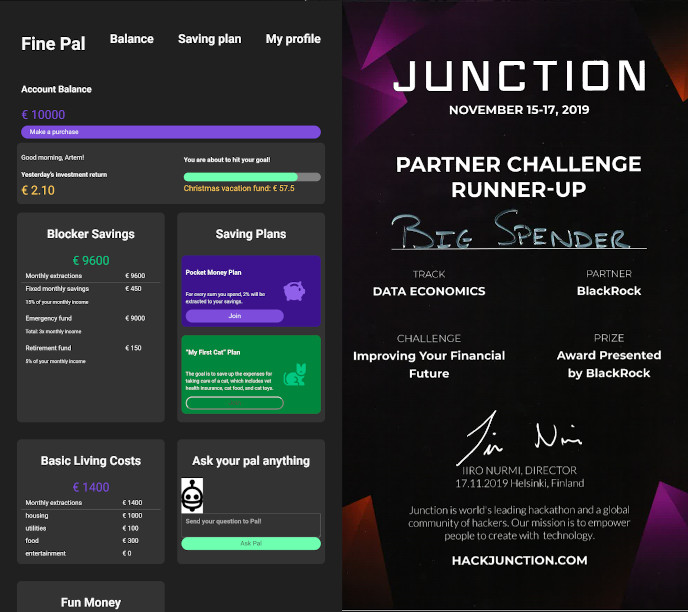 Fine Pal
Balance
Saving plan
My profile
Account Balance
€ 10000
Make a purchase
Good morning, Artem!
Yesterday's investment return
€ 2.10
You are about to hit your goal!
Christmas vacation fund: € 57.5
Blocker Savings
€ 9600
Monthly extractions € 9600
Fixed monthly savings € 450
15% of your monthly income
Emergency fund € 9000
Total: 3x monthly income
Retirement fund € 150
5% of your monthly income
Saving Plans
Pocket Money Plan
For every sum you spend, 2% will be
extracted to your savings.
Join
"My First Cat" Plan
The goal is to save up the expenses for
taking care of a cat, which includes vet
health insurance, cat food, and cat toys.
Basic Living Costs
€ 1400
Monthly extractions € 1400
housing € 1000
utilities € 100
food € 300
entertainment € 0
Ask your pal anything
Send your question to Pal!
Ask Pal
Fun Money
JUNCTION
NOVEMBER 15-17, 2019
PARTNER CHALLENGE
RUNNER-UP
BIG SPENDER
TRACK
DATA ECONOMICS
PARTNER
BlackRock
CHALLENGE
Improving Your Financial
Future
PRIZE
Award Presented
by BlackRock
IIRO NURMI, DIRECTOR
17.11.2019 Helsinki, Finland
Junction is world's leading hackathon and a global
community of hackers. Our mission is to empower
people to create with technology.
HACKJUNCTION.COM